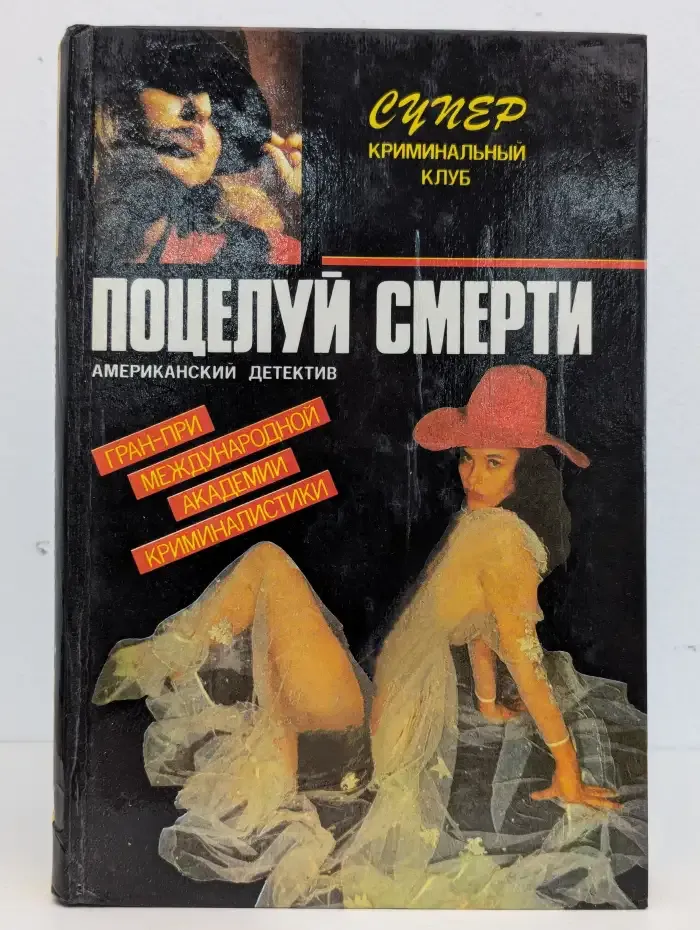 СУПЕР
КРИМИНАЛЬНЫЙ
КЛУБ
ПОЦЕЛУЙ СМЕРТИ
АМЕРИКАНСКИЙ ДЕТЕКТИВ
ГРАН-ПРИ
МЕЖДУНАРОДНОЙ
АКАДЕМИИ
КРИМИНАЛИСТИКИ